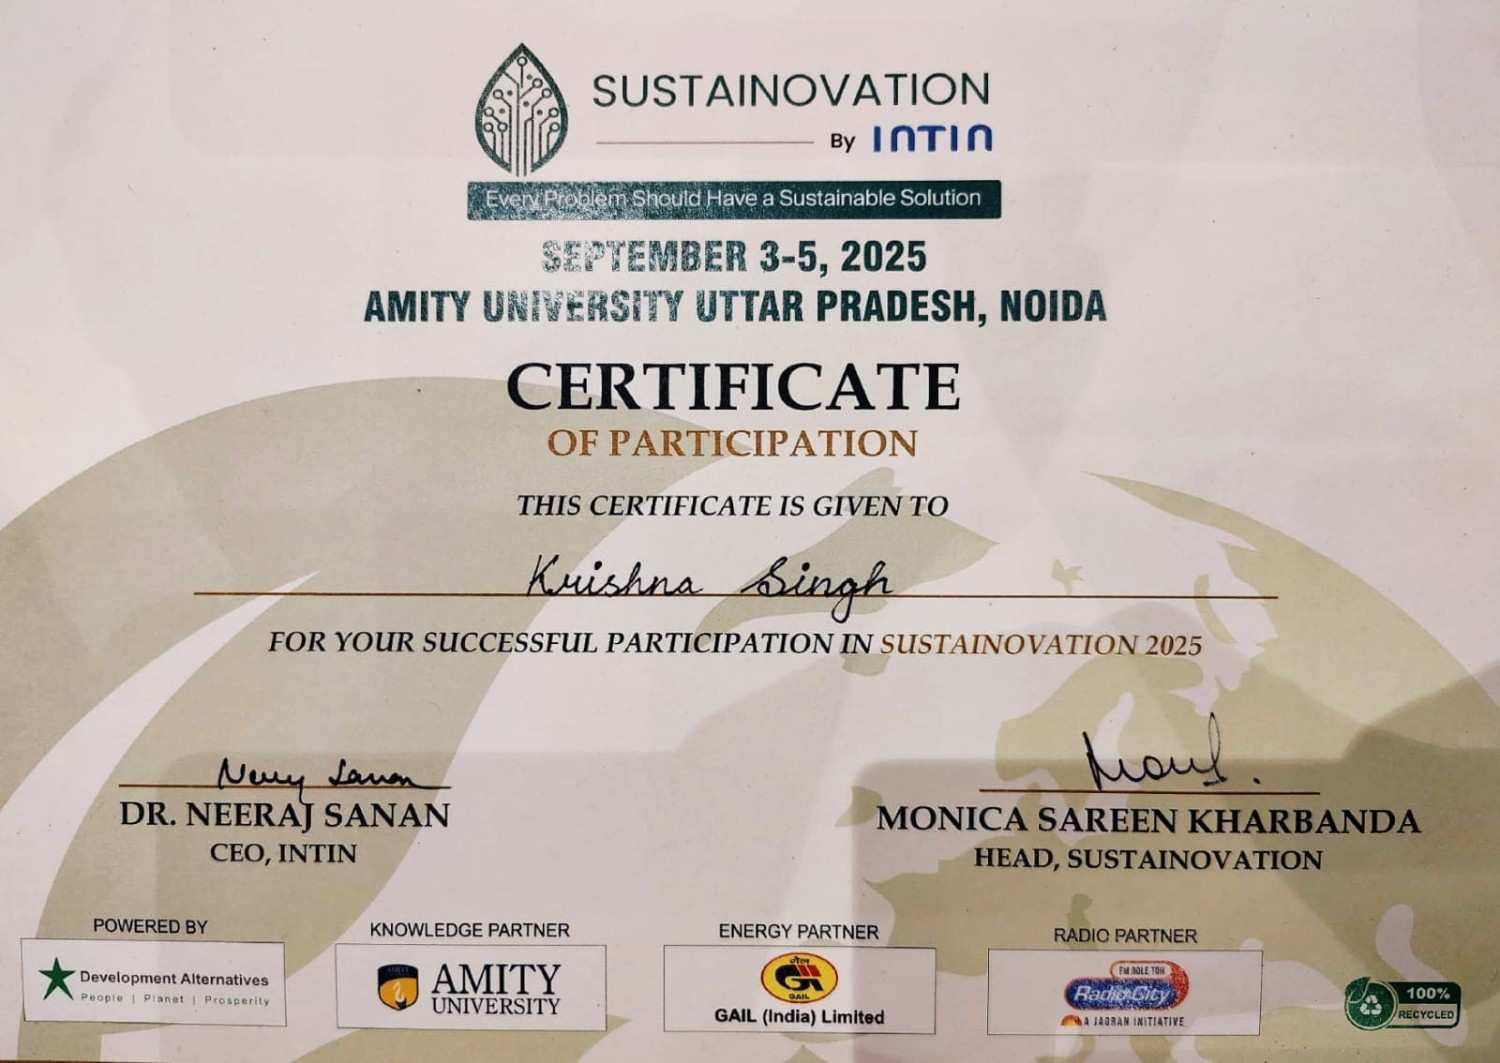 SUSTAINOVATION
By INTIN
Every Problem Should Have a Sustainable Solution
SEPTEMBER 3-5, 2025
AMITY UNIVERSITY UTTAR PRADESH, NOIDA
CERTIFICATE
OF PARTICIPATION
THIS CERTIFICATE IS GIVEN TO
Krishna Singh
FOR YOUR SUCCESSFUL PARTICIPATION IN SUSTAINOVATION 2025
DR. NEERAJ SANAN
CEO, INTIN
MONICA SAREEN KHARBANDA
HEAD, SUSTAINOVATION
POWERED BY
Development Alternatives
People | Planet | Prosperity
KNOWLEDGE PARTNER
AMITY
UNIVERSITY
ENERGY PARTNER
गेल
GAIL
GAIL (India) Limited
RADIO PARTNER
FM BOLE TOH
Radio City
A JAGRAN INITIATIVE
100%
RECYCLED